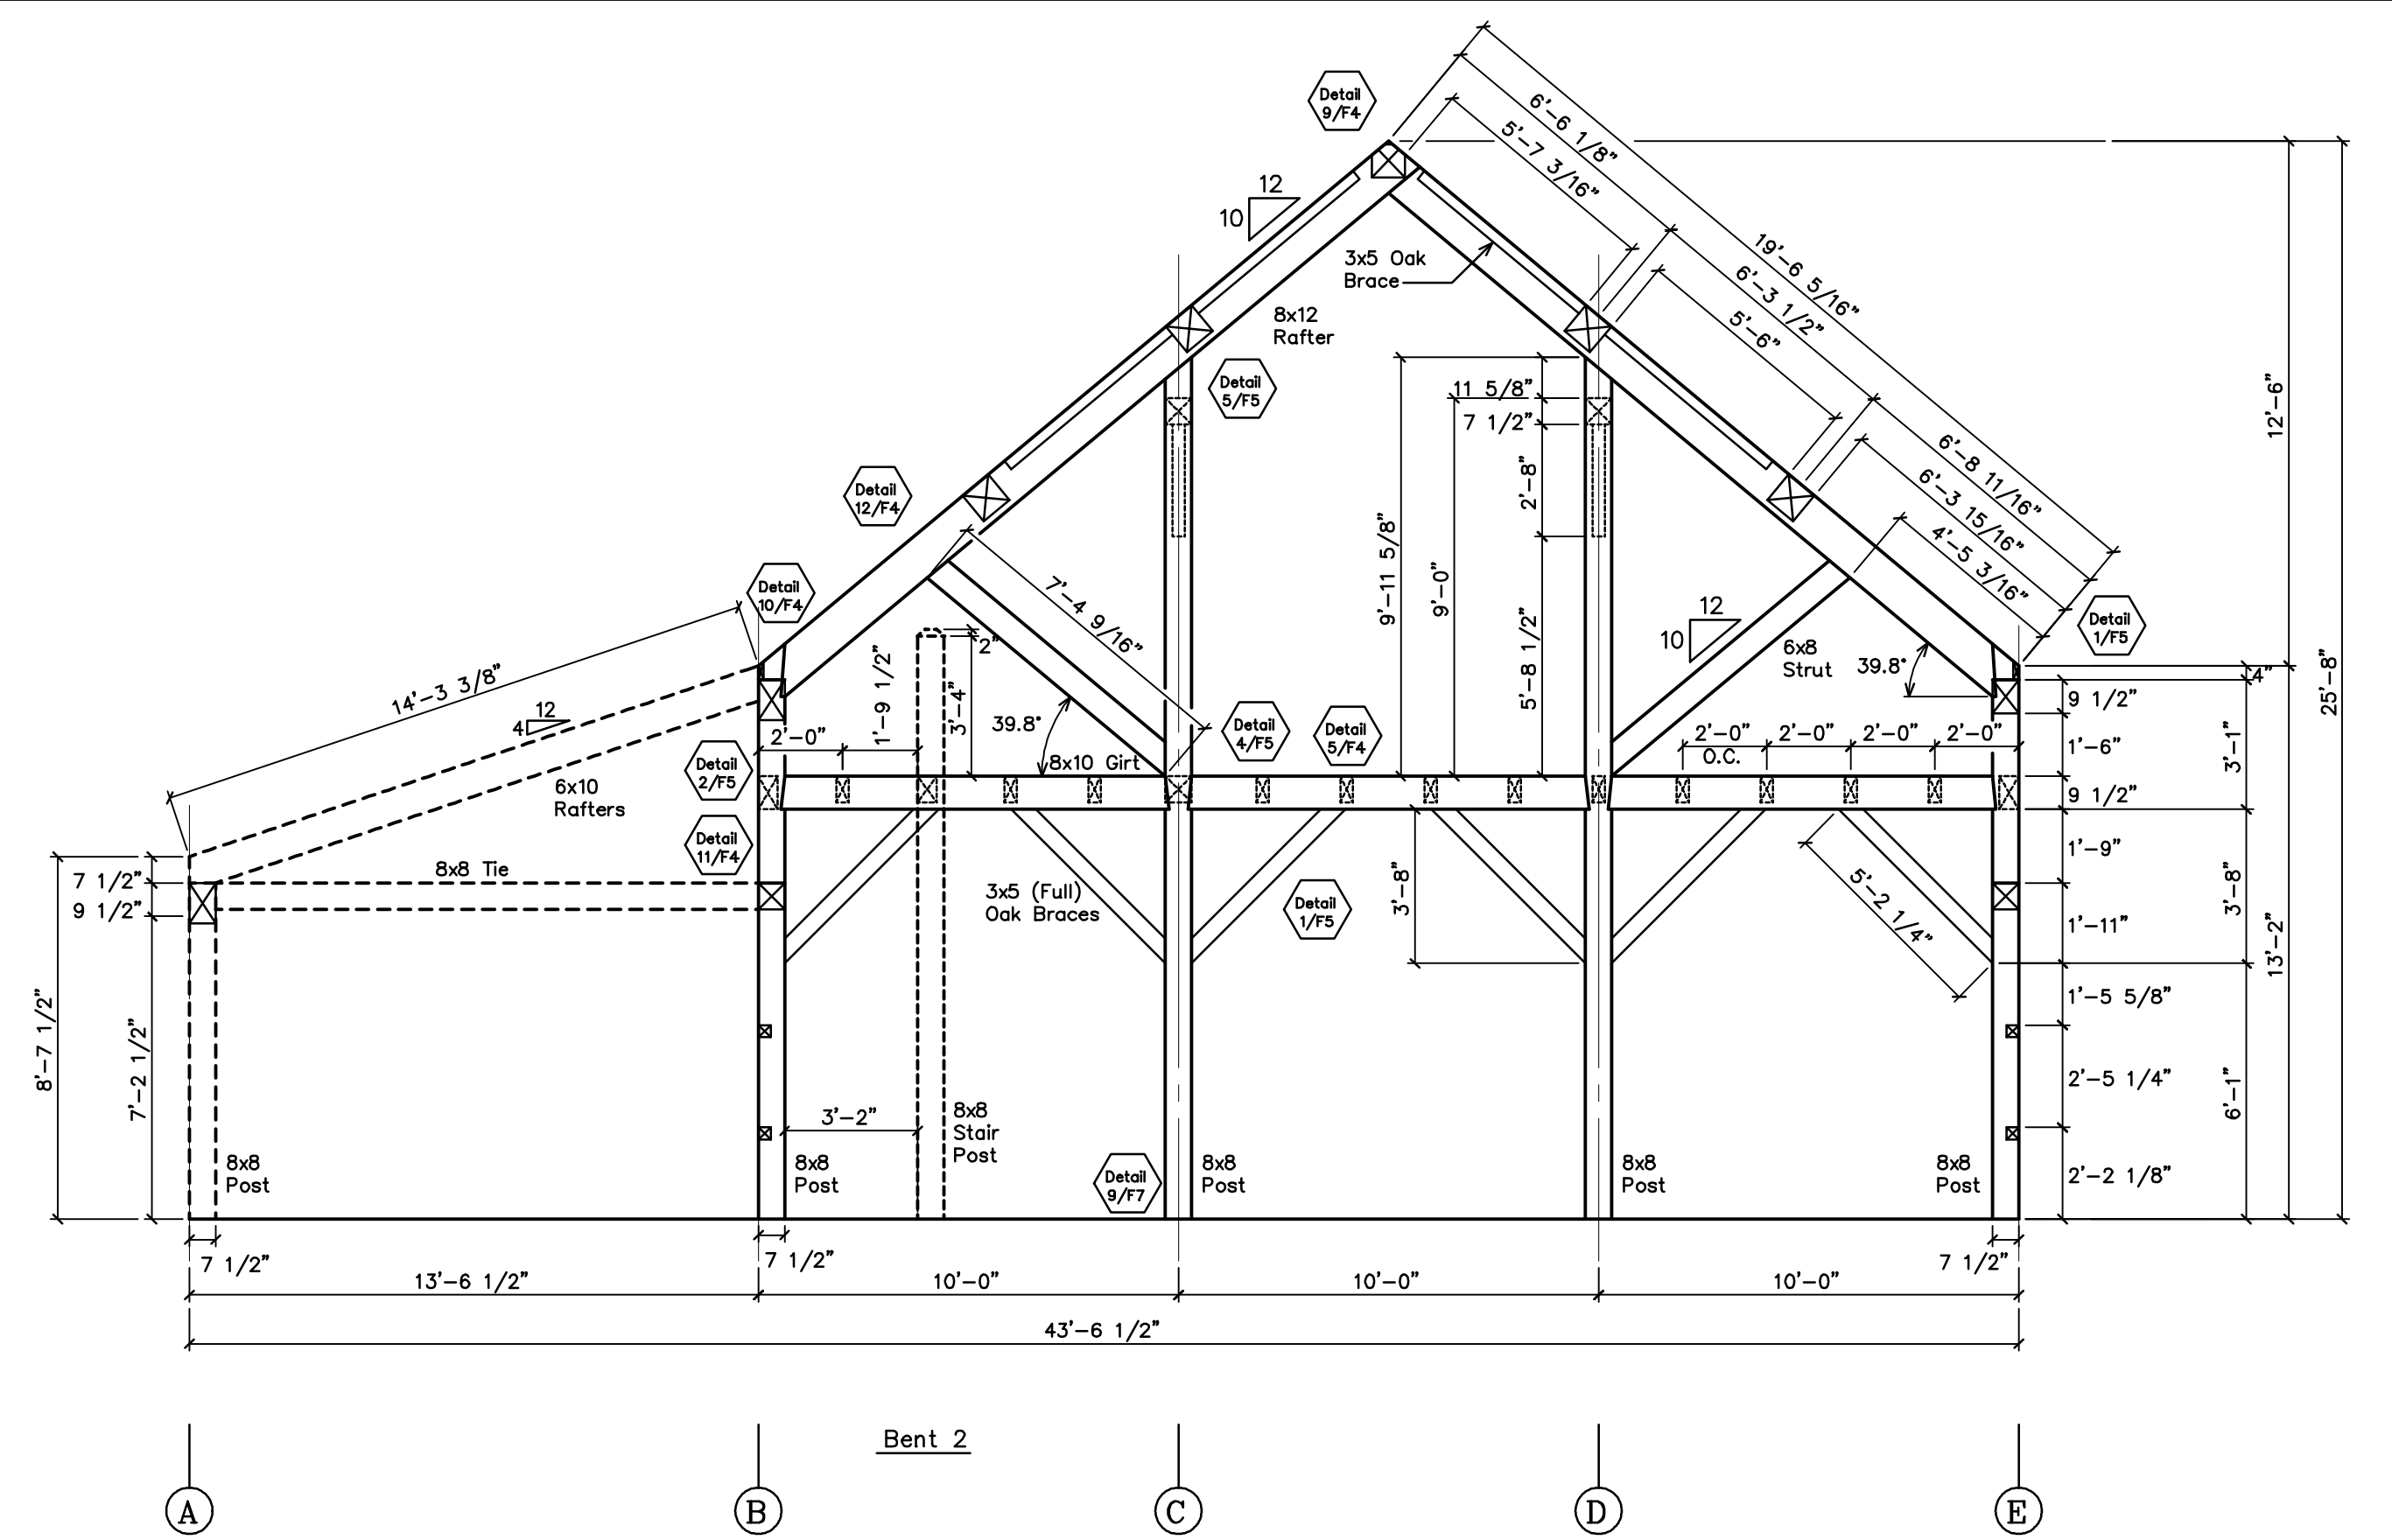 Detail
9/F4
6'-6 1/8"
5'-7 3/16"
12
10
19'-6 5/16"
3x5 Oak
Brace
6'-3 1/2"
8x12
Rafter
5'-6"
Detail
5/F5
11 5/8"
7 1/2"
12'-6"
6'-8 11/16"
6'-3 15/16"
4'-5 3/16"
2'-8"
Detail
12/F4
9'-11 5/8"
9'-0"
Detail
10/F4
7'-4 9/16"
12
10
Detail
1/F5
2"
1'-9 1/2"
3'-4"
5'-8 1/2"
6x8
Strut
39.8°
4"
25'-8"
14'-3 3/8"
12
4
9 1/2"
2'-0"
39.8°
Detail
4/F5
Detail
5/F4
2'-0"
2'-0"
2'-0"
2'-0"
O.C.
1'-6"
3'-1"
Detail
2/F5
8x10 Girt
6x10
Rafters
9 1/2"
Detail
11/F4
1'-9"
8x8 Tie
7 1/2"
9 1/2"
3x5 (Full)
Oak Braces
Detail
1/F5
3'-8"
5'-2 1/4"
3'-8"
1'-11"
13'-2"
1'-5 5/8"
8'-7 1/2"
7'-2 1/2"
2'-5 1/4"
6'-1"
3'-2"
8x8
Stair
Post
8x8
Post
8x8
Post
Detail
9/F7
8x8
Post
8x8
Post
8x8
Post
2'-2 1/8"
7 1/2"
7 1/2"
7 1/2"
13'-6 1/2"
10'-0"
10'-0"
10'-0"
43'-6 1/2"
Bent 2
A
B
C
D
E